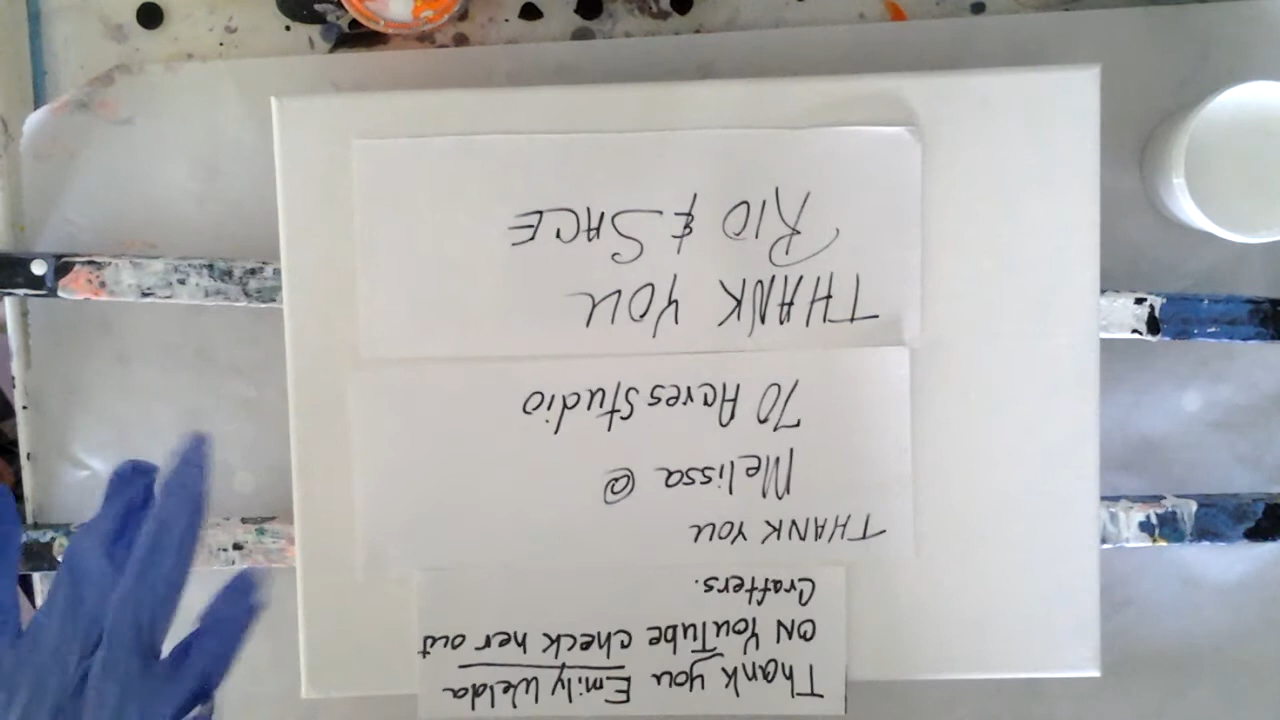 Thank you Emily Welda
ON YouTube check her out
Crafters.
THANK YOU
Melissa @
70 Acres Studio
THANK YOU
RIO & SAGE